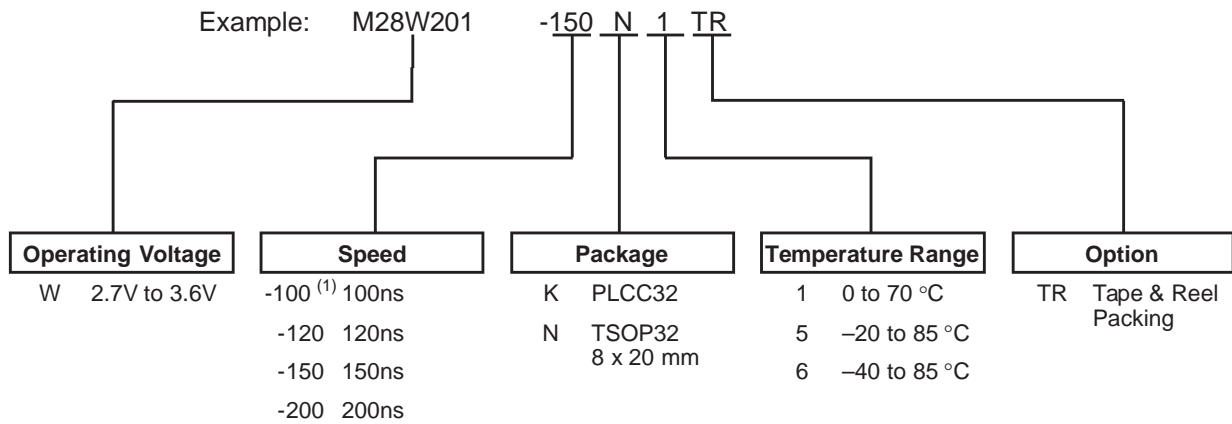 Example: M28W201 -150 N 1 TR
Operating Voltage
W 2.7V to 3.6V
Speed
-100 (1) 100ns
-120 120ns
-150 150ns
-200 200ns
Package
K PLCC32
N TSOP32
8 x 20 mm
Temperature Range
1 0 to 70 °C
5 –20 to 85 °C
6 –40 to 85 °C
Option
TR Tape & Reel
Packing